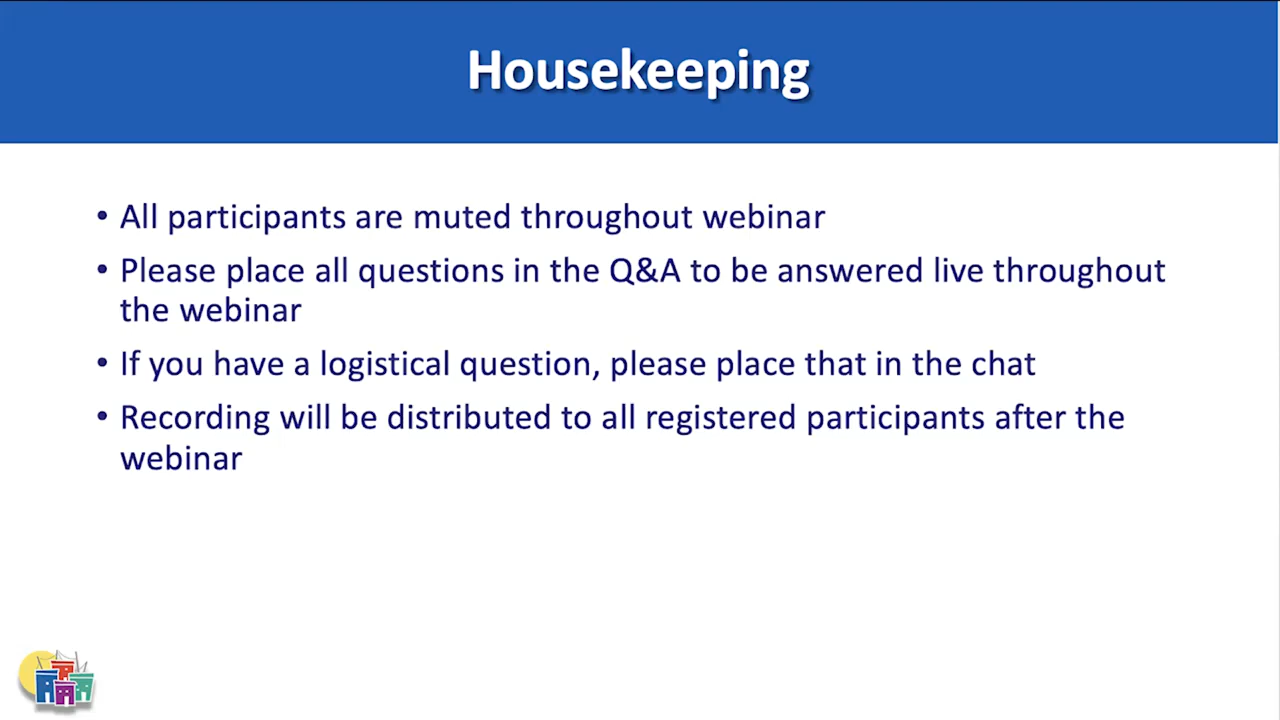 Housekeeping
• All participants are muted throughout webinar
• Please place all questions in the Q&A to be answered live throughout
the webinar
• If you have a logistical question, please place that in the chat
• Recording will be distributed to all registered participants after the
webinar